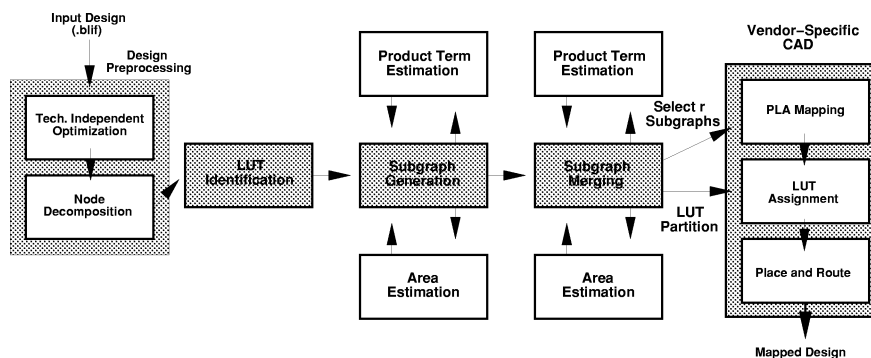 Input Design
(.blif)
Design
Preprocessing
Tech. Independent
Optimization
Node
Decomposition
LUT
Identification
Product Term
Estimation
Subgraph
Generation
Area
Estimation
Product Term
Estimation
Subgraph
Merging
Area
Estimation
Select r
Subgraphs
LUT
Partition
Vendor-Specific
CAD
PLA Mapping
LUT
Assignment
Place and Route
Mapped Design